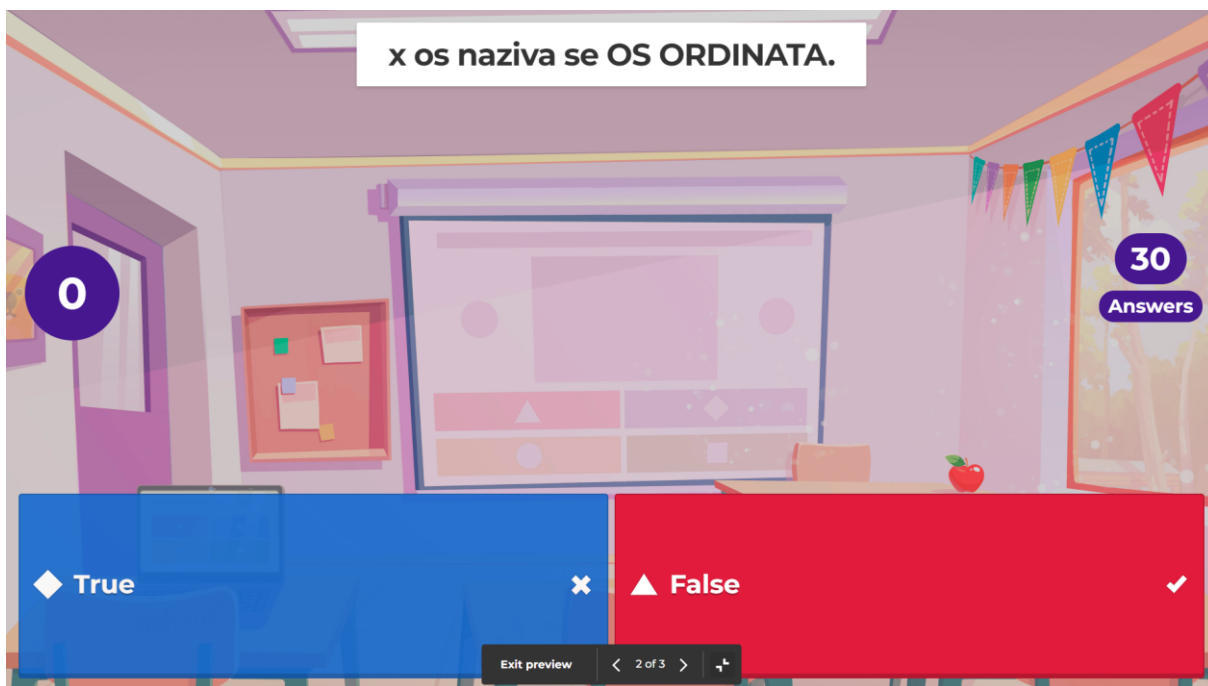 x os naziva se OS ORDINATA.
0
30
Answers
True
False
Exit preview
2 of 3